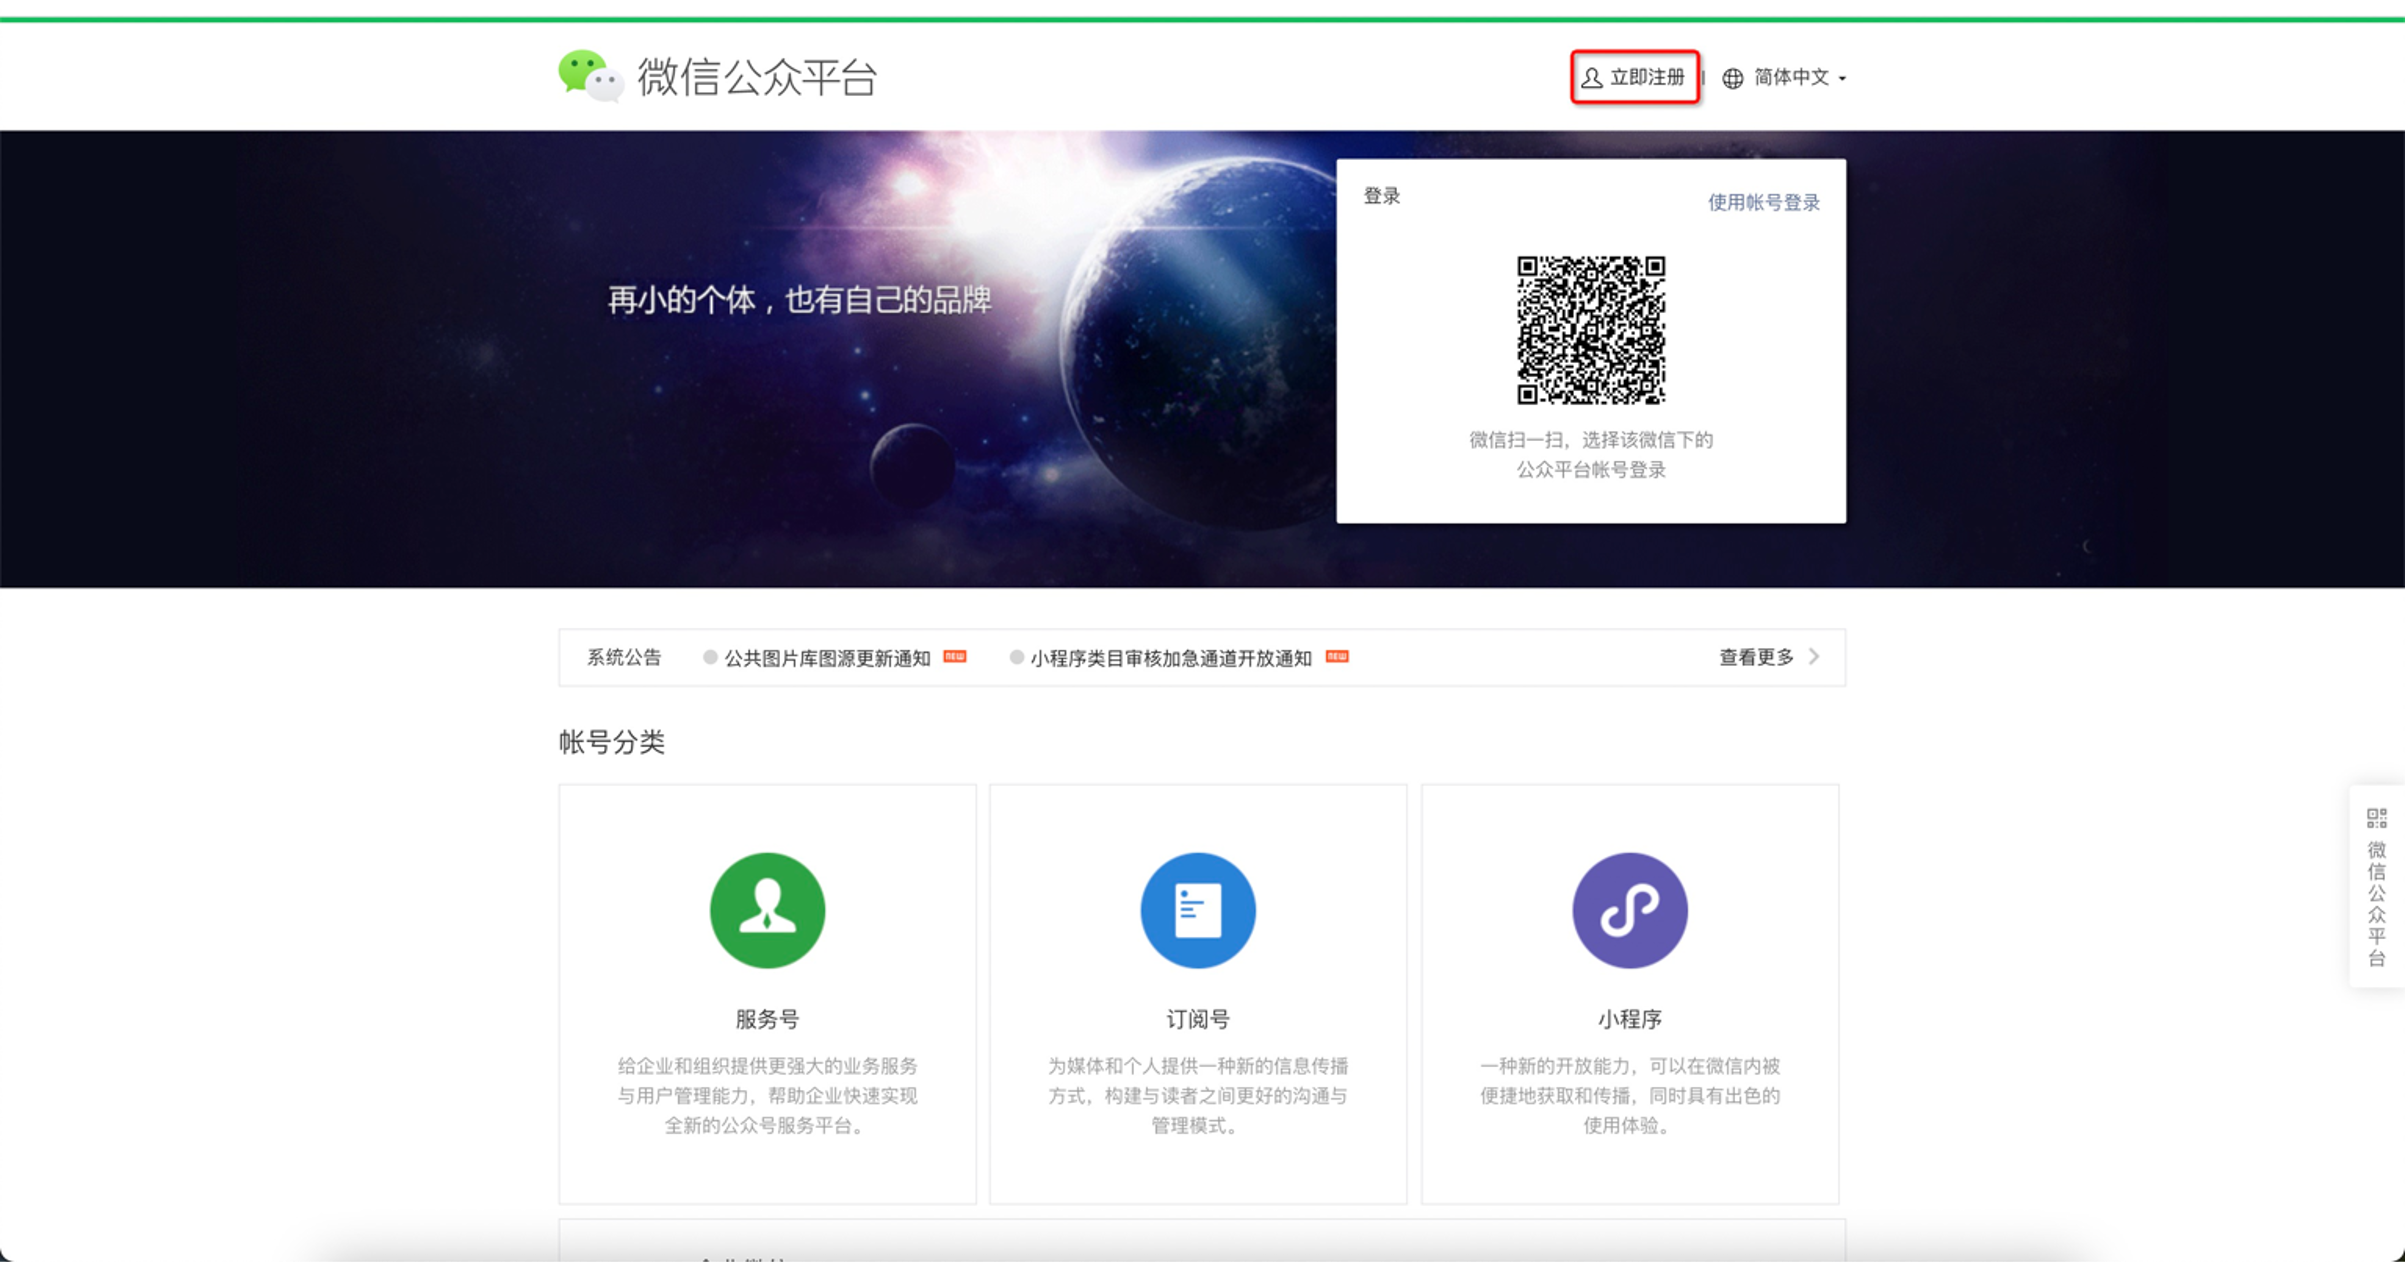 微信公众平台
立即注册
简体中文
登录
使用帐号登录
再小的个体，也有自己的品牌
微信扫一扫，选择该微信下的
公众平台帐号登录
系统公告
公共图片库图源更新通知 NEW
小程序类目审核加急通道开放通知 NEW
查看更多
帐号分类
服务号
给企业和组织提供更强大的业务服务
与用户管理能力，帮助企业快速实现
全新的公众号服务平台。
订阅号
为媒体和个人提供一种新的信息传播
方式，构建与读者之间更好的沟通与
管理模式。
小程序
一种新的开放能力，可以在微信内被
便捷地获取和传播，同时具有出色的
使用体验。
微信公众平台